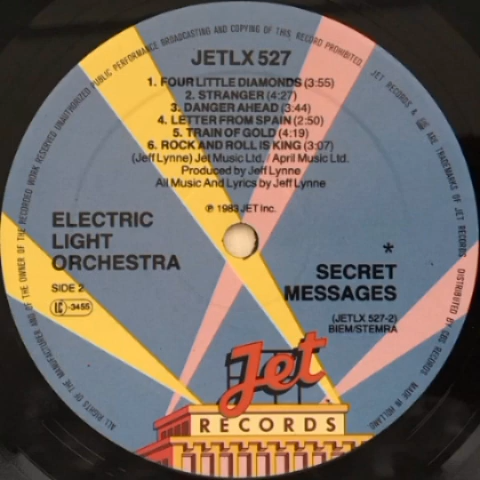 UNAUTHORIZED PUBLIC PERFORMANCE BROADCASTING AND COPYING OF THIS RECORD PROHIBITED.
JET RECORDS & ARE TRADEMARKS OF JET RECORDS DISTRIBUTED BY CBS RECORDS. MADE IN HOLLAND
ALL RIGHTS OF THE MANUFACTURER AND OF THE OWNER OF THE RECORDED WORK RESERVED
JETLX 527
1. FOUR LITTLE DIAMONDS (3:55)
2. STRANGER (4:27)
3. DANGER AHEAD (3:44)
4. LETTER FROM SPAIN (2:50)
5. TRAIN OF GOLD (4:19)
6. ROCK AND ROLL IS KING (3:07)
(Jeff Lynne) Jet Music Ltd. April Music Ltd.
Produced by Jeff Lynne
All Music And Lyrics by Jeff Lynne
℗ 1983 JET Inc.
ELECTRIC
LIGHT
ORCHESTRA
SIDE 2
LC -3455
*
SECRET
MESSAGES
(JETLX 527-2)
BIEM/STEMRA
Jet
RECORDS